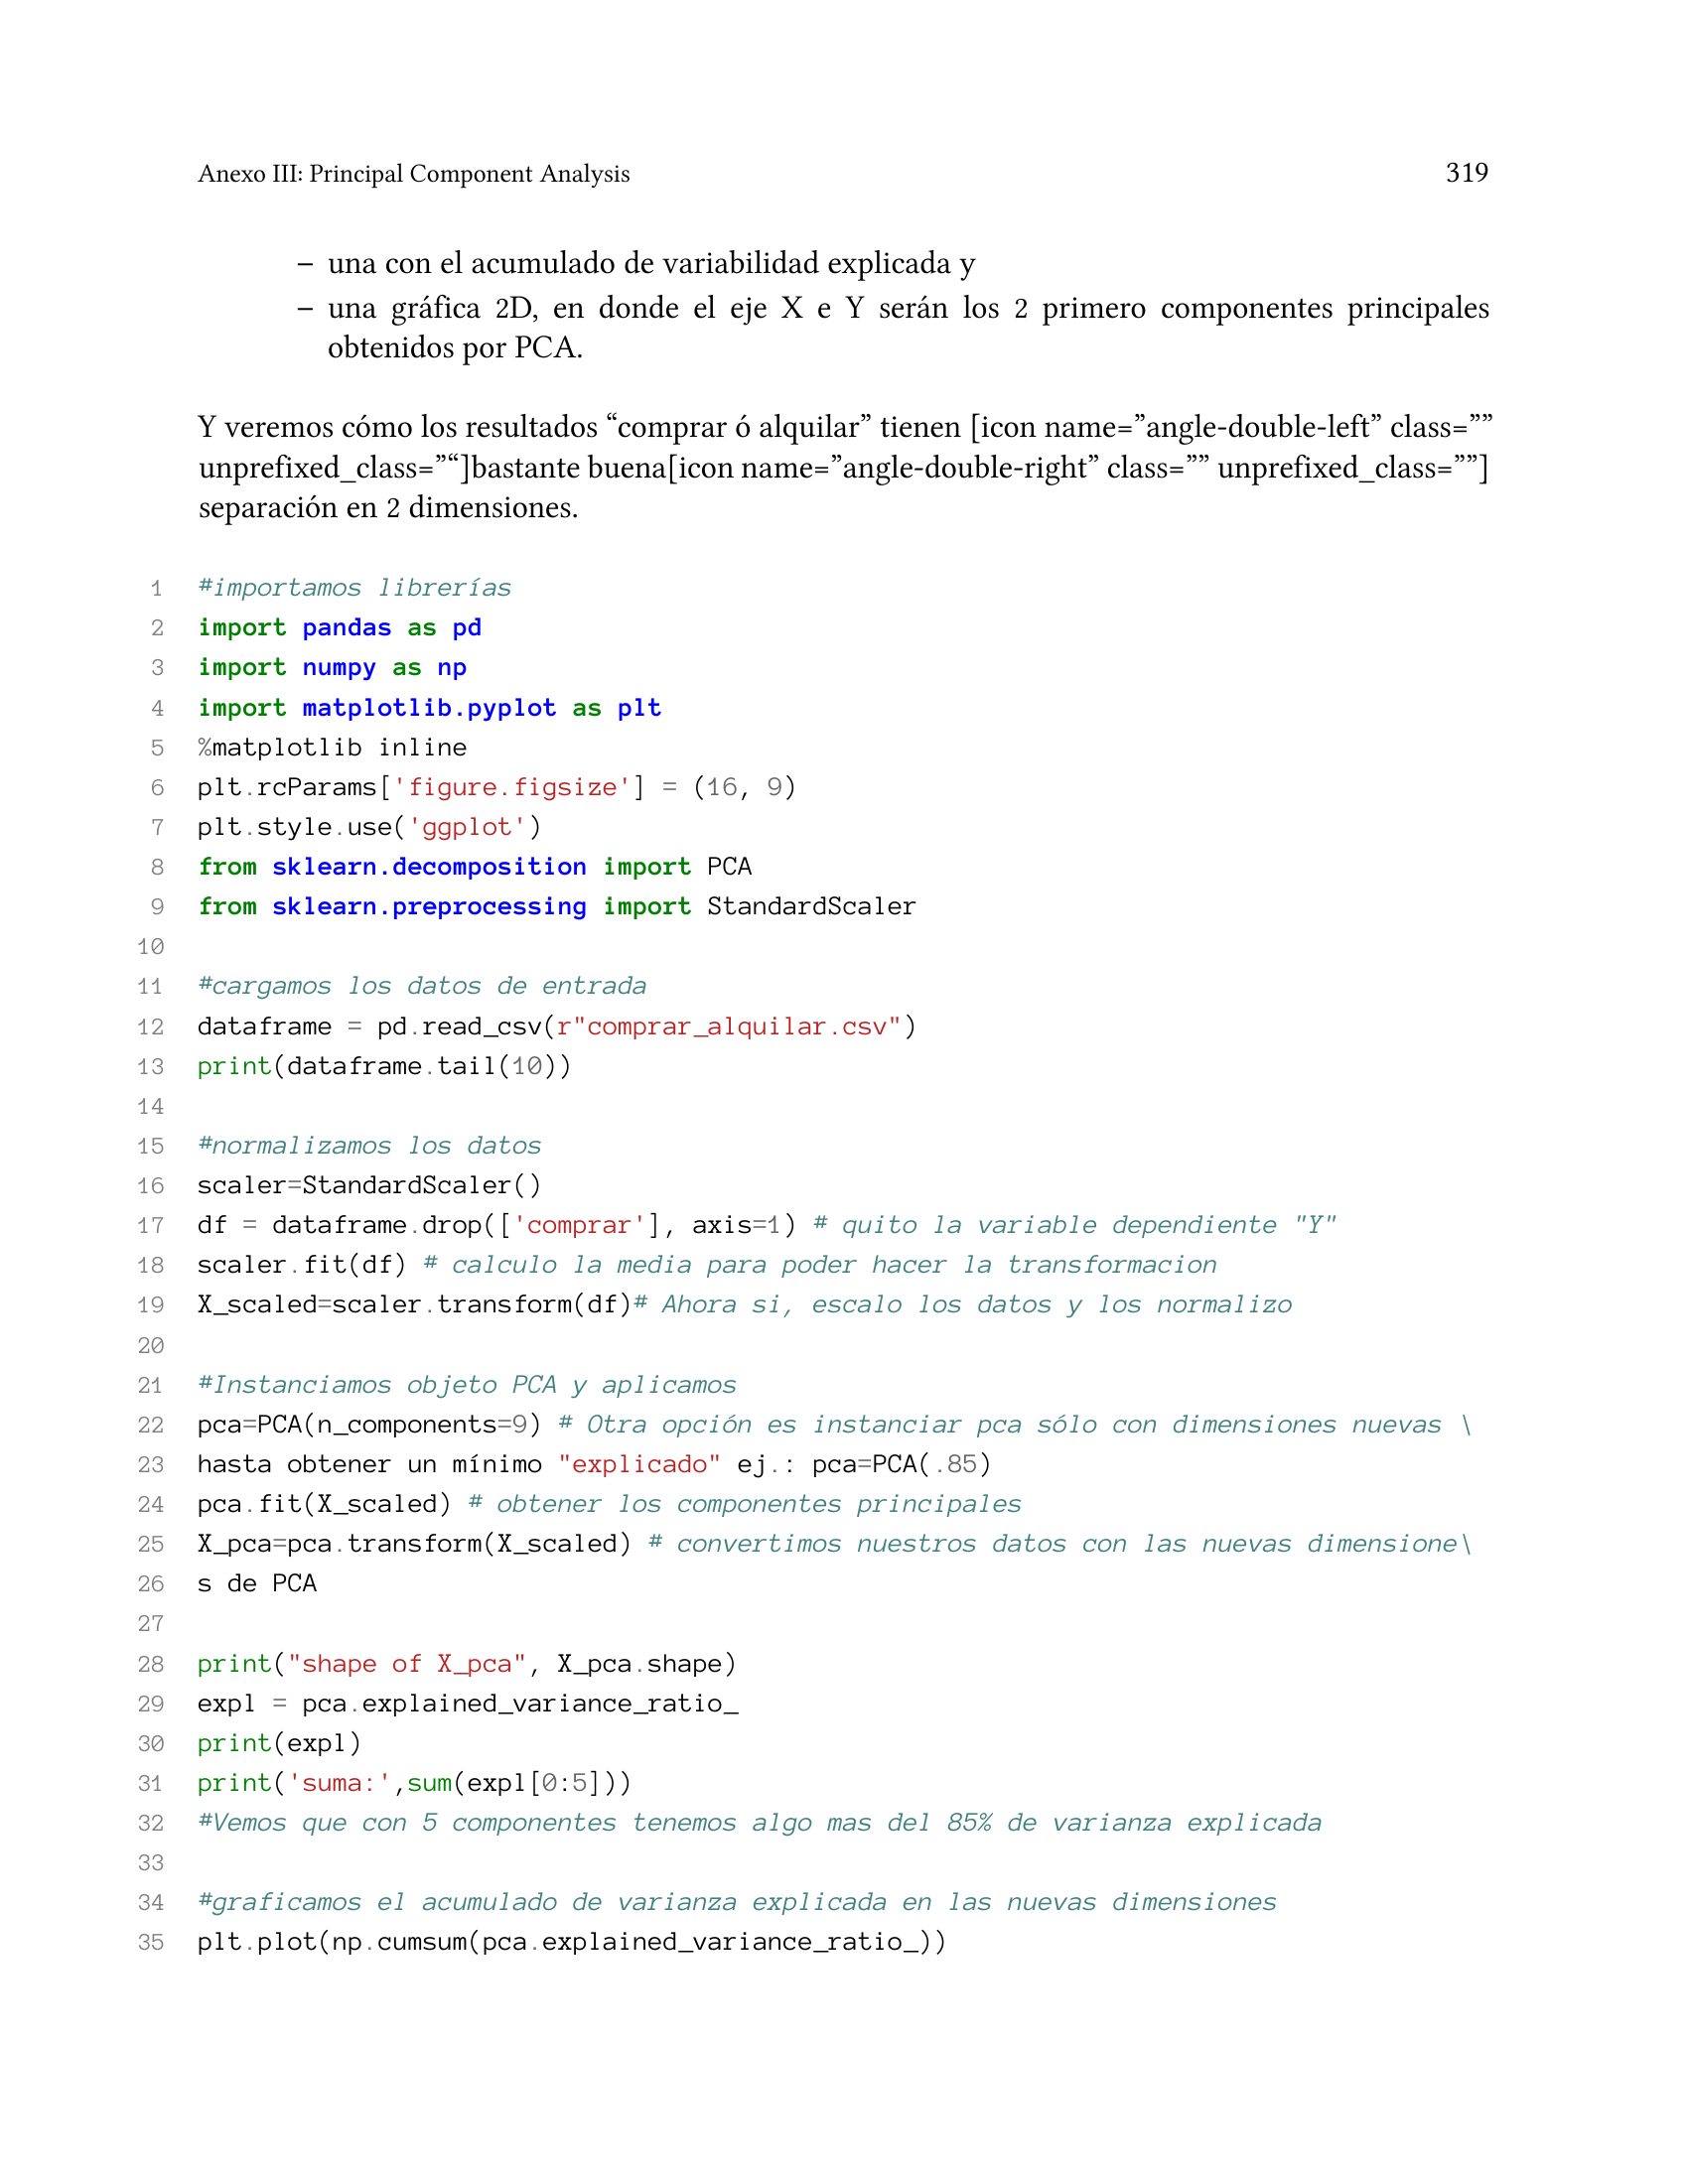 Anexo III: Principal Component Analysis 319
– una con el acumulado de variabilidad explicada y
– una gráfica 2D, en donde el eje X e Y serán los 2 primero componentes principales
obtenidos por PCA.
Y veremos cómo los resultados “comprar ó alquilar” tienen [icon name=”angle-double-left” class=””
unprefixed_class=”“]bastante buena[icon name=”angle-double-right” class=”” unprefixed_class=””]
separación en 2 dimensiones.
1 #importamos librerías
2 import pandas as pd
3 import numpy as np
4 import matplotlib.pyplot as plt
5 %matplotlib inline
6 plt.rcParams['figure.figsize'] = (16, 9)
7 plt.style.use('ggplot')
8 from sklearn.decomposition import PCA
9 from sklearn.preprocessing import StandardScaler
10
11 #cargamos los datos de entrada
12 dataframe = pd.read_csv(r"comprar_alquilar.csv")
13 print(dataframe.tail(10))
14
15 #normalizamos los datos
16 scaler=StandardScaler()
17 df = dataframe.drop(['comprar'], axis=1) # quito la variable dependiente "Y"
18 scaler.fit(df) # calculo la media para poder hacer la transformacion
19 X_scaled=scaler.transform(df)# Ahora si, escalo los datos y los normalizo
20
21 #Instanciamos objeto PCA y aplicamos
22 pca=PCA(n_components=9) # Otra opción es instanciar pca sólo con dimensiones nuevas \
23 hasta obtener un mínimo "explicado" ej.: pca=PCA(.85)
24 pca.fit(X_scaled) # obtener los componentes principales
25 X_pca=pca.transform(X_scaled) # convertimos nuestros datos con las nuevas dimensione\
26 s de PCA
27
28 print("shape of X_pca", X_pca.shape)
29 expl = pca.explained_variance_ratio_
30 print(expl)
31 print('suma:',sum(expl[0:5]))
32 #Vemos que con 5 componentes tenemos algo mas del 85% de varianza explicada
33
34 #graficamos el acumulado de varianza explicada en las nuevas dimensiones
35 plt.plot(np.cumsum(pca.explained_variance_ratio_))